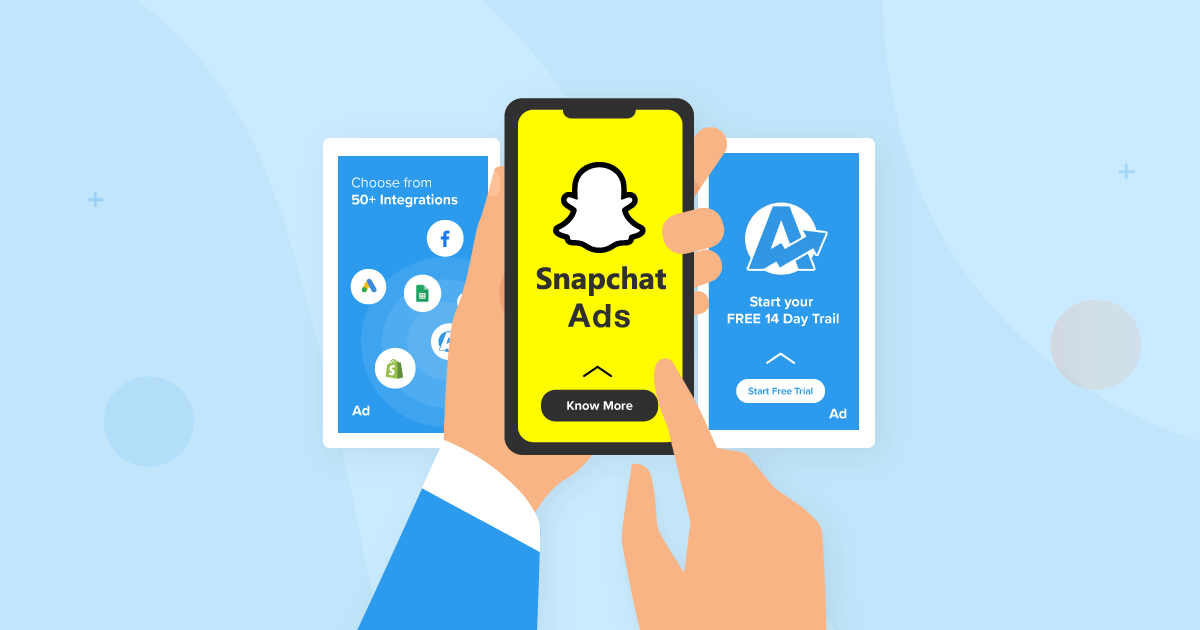 Choose from
50+ Integrations
Ad
Snapchat
Ads
Know More
Start your
FREE 14 Day Trail
Start Free Trial
Ad